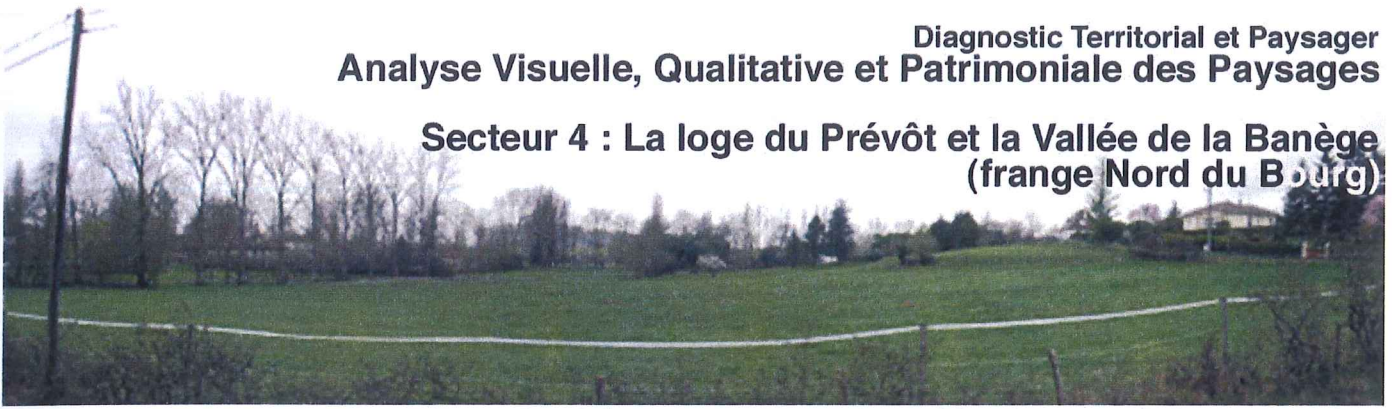 Diagnostic Territorial et Paysager
Analyse Visuelle, Qualitative et Patrimoniale des Paysages
Secteur 4 : La loge du Prévôt et la Vallée de la Banège
(frange Nord du Bourg)